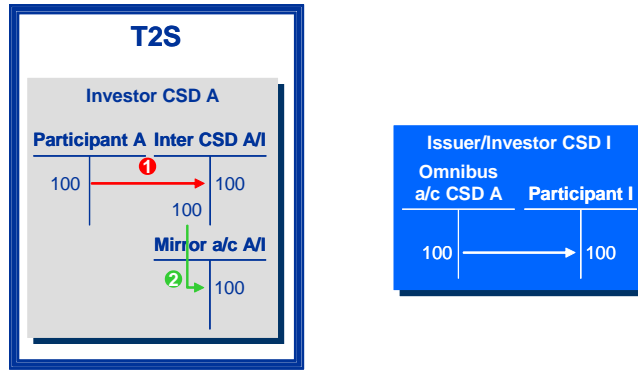 T2S
Investor CSD A
Participant A Inter CSD A/I
1
100
100
100
Mirror a/c A/I
2
100
Issuer/Investor CSD I
Omnibus
a/c CSD A Participant I
100
100